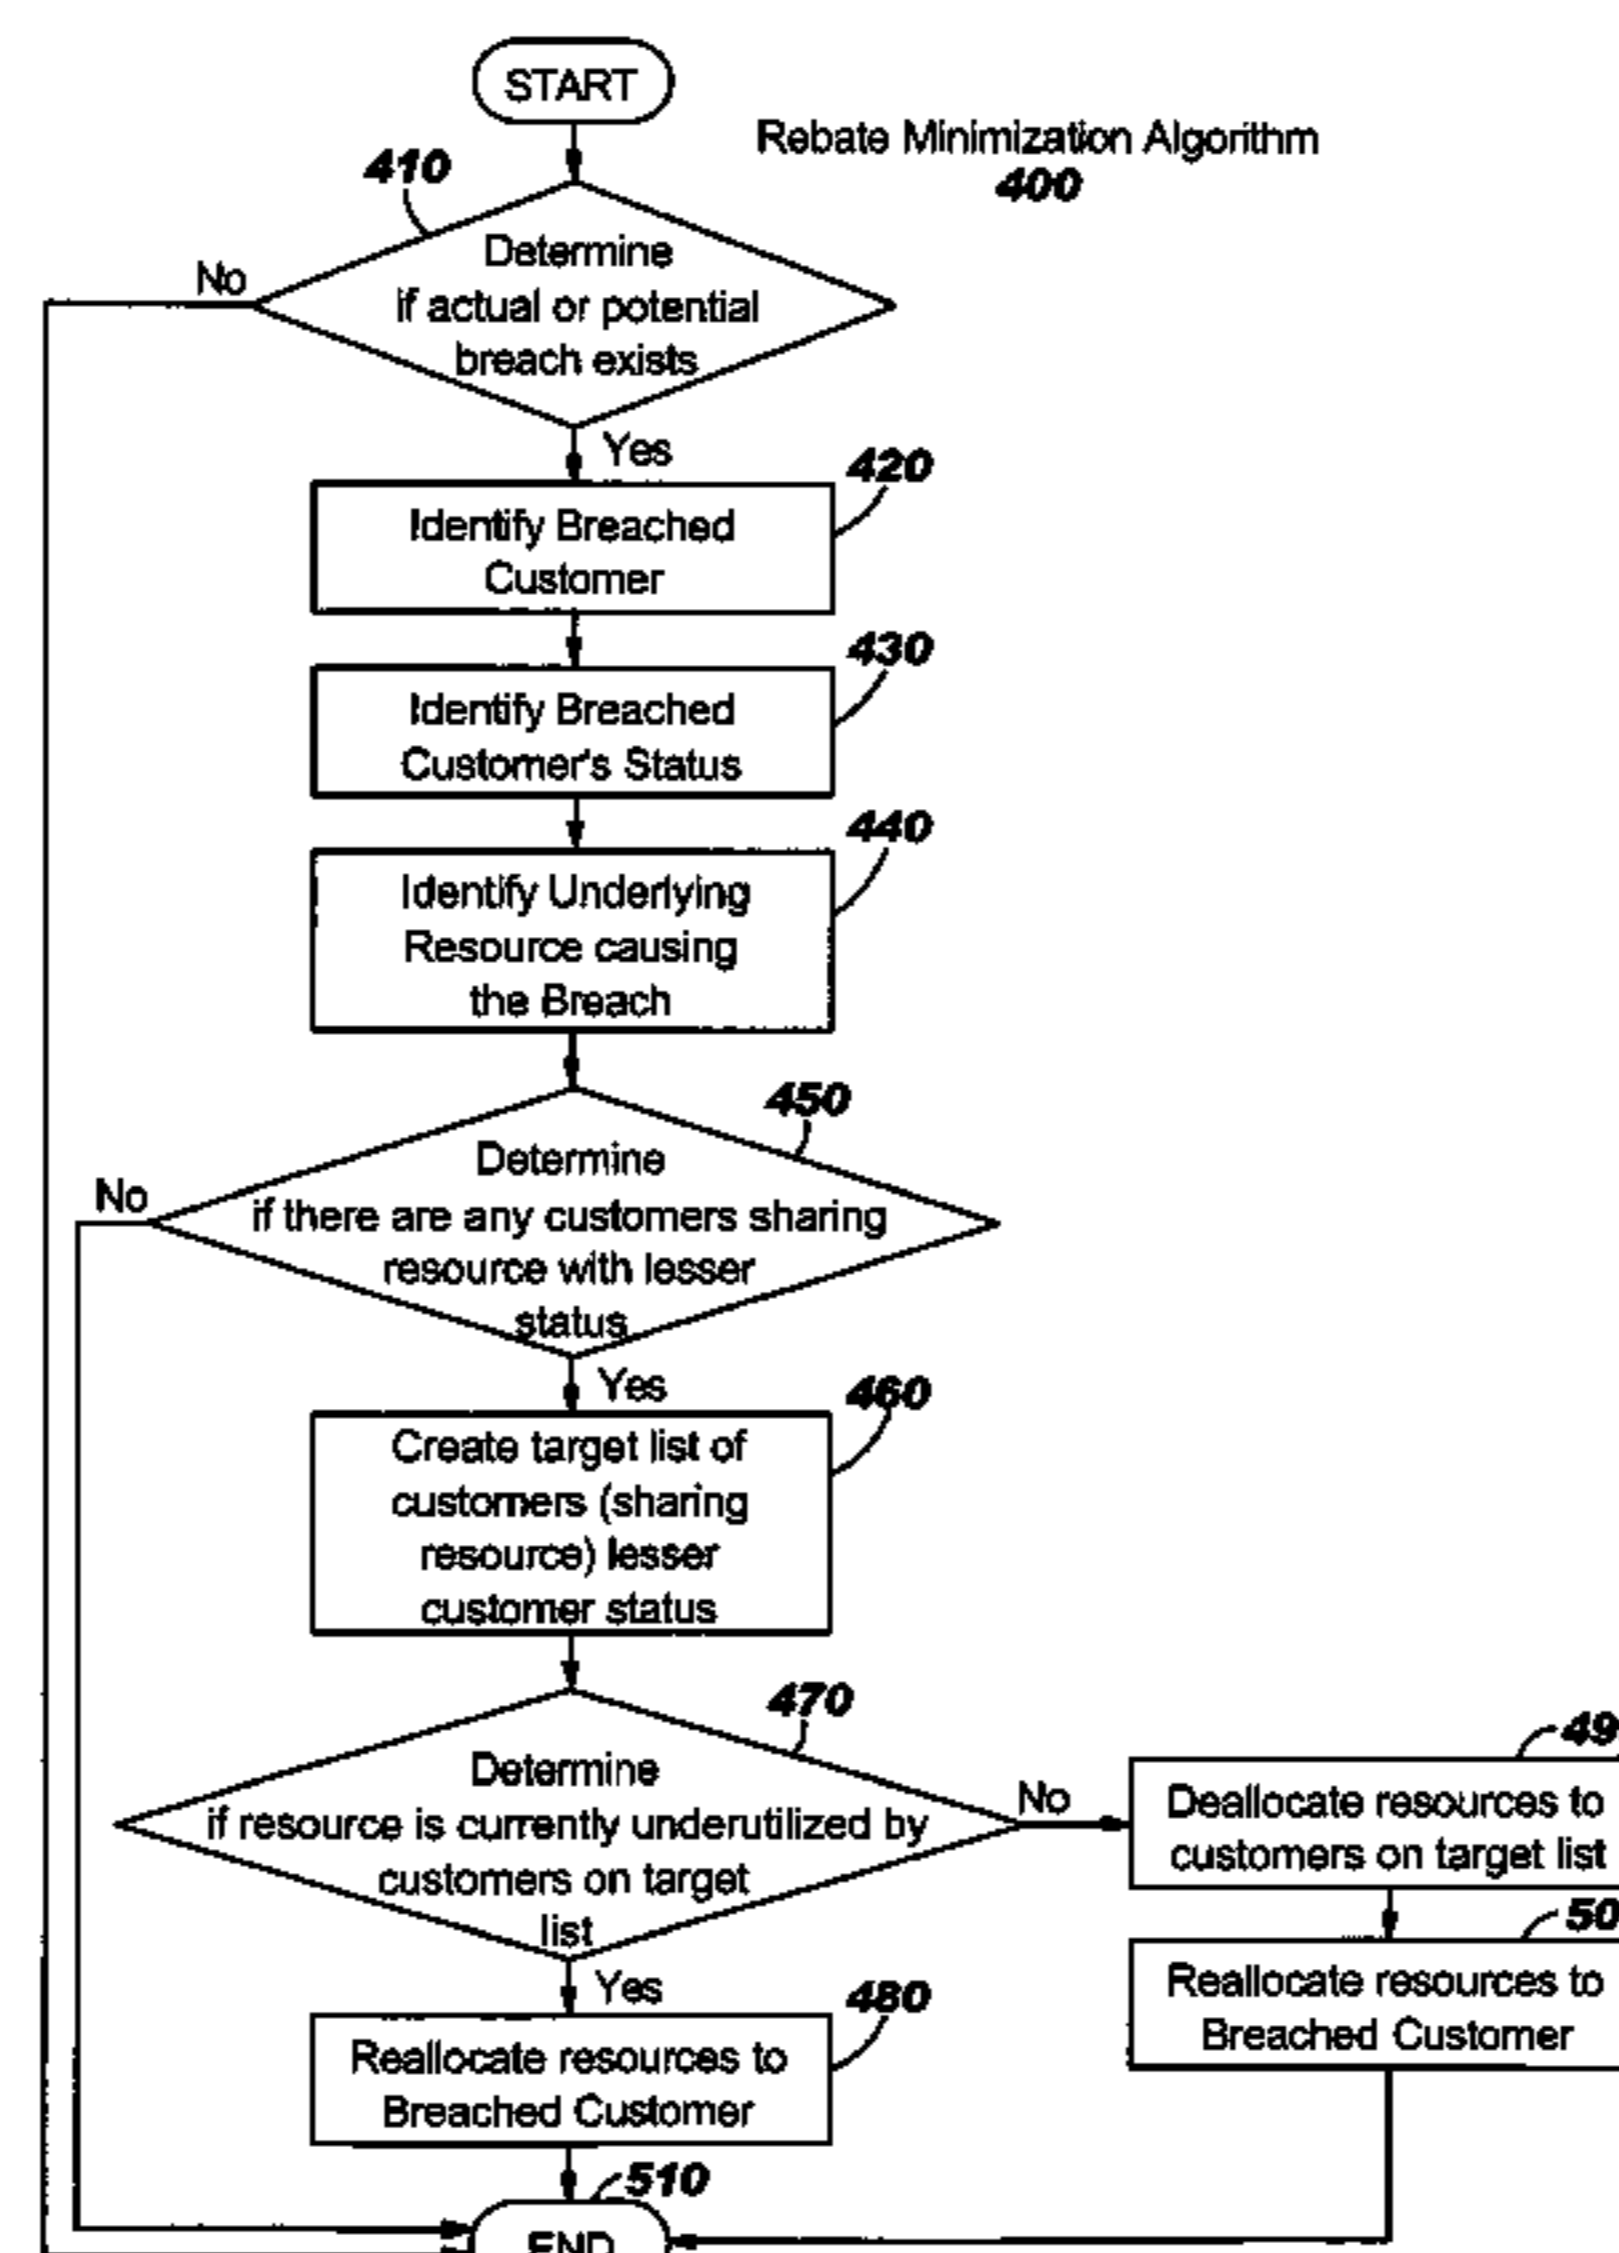 START
Rebate Minimization Algorithm
400
410
Determine
if actual or potential
breach exists
No
Yes
420
Identify Breached
Customer
430
Identify Breached
Customer's Status
440
Identify Underlying
Resource causing
the Breach
450
Determine
if there are any customers sharing
resource with lesser
status
No
Yes
460
Create target list of
customers (sharing
resource) lesser
customer status
470
Determine
if resource is currently underutilized by
customers on target
list
No
49
Deallocate resources to
customers on target list
50
Reallocate resources to
Breached Customer
Yes
480
Reallocate resources to
Breached Customer
510
END